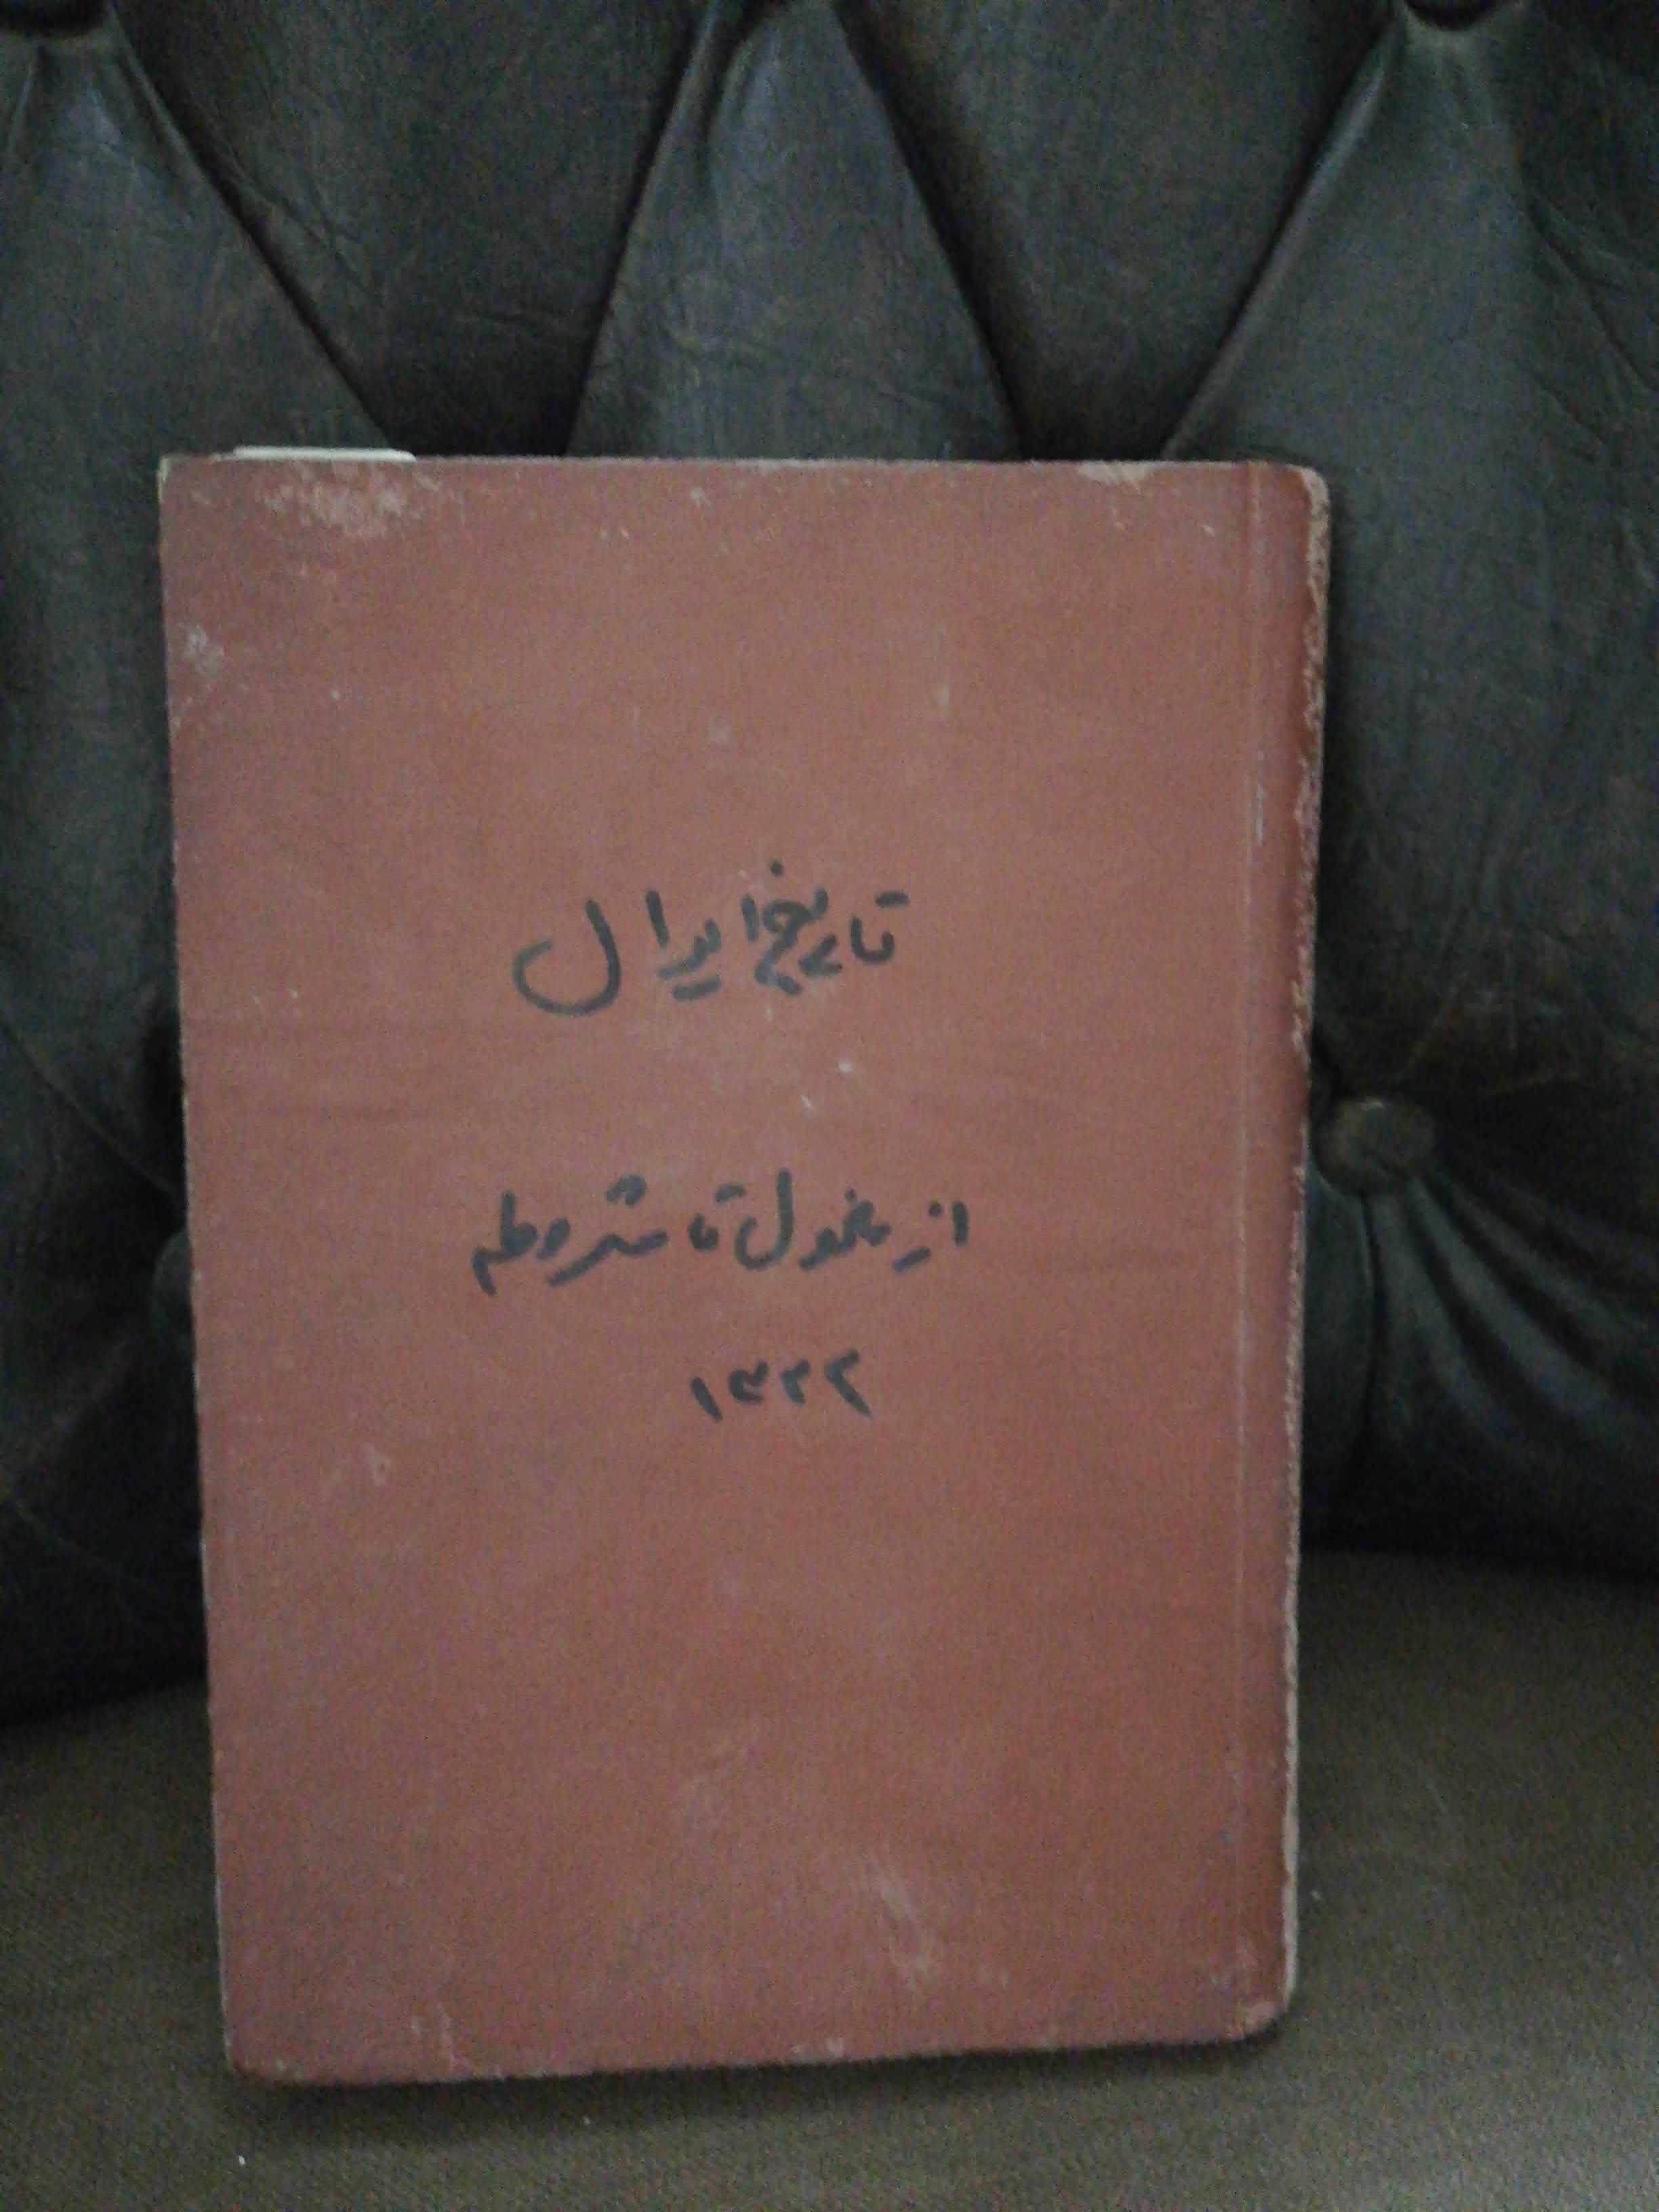 تاریخ ایران
از مغول تا مشروطه
۱۳۲۲